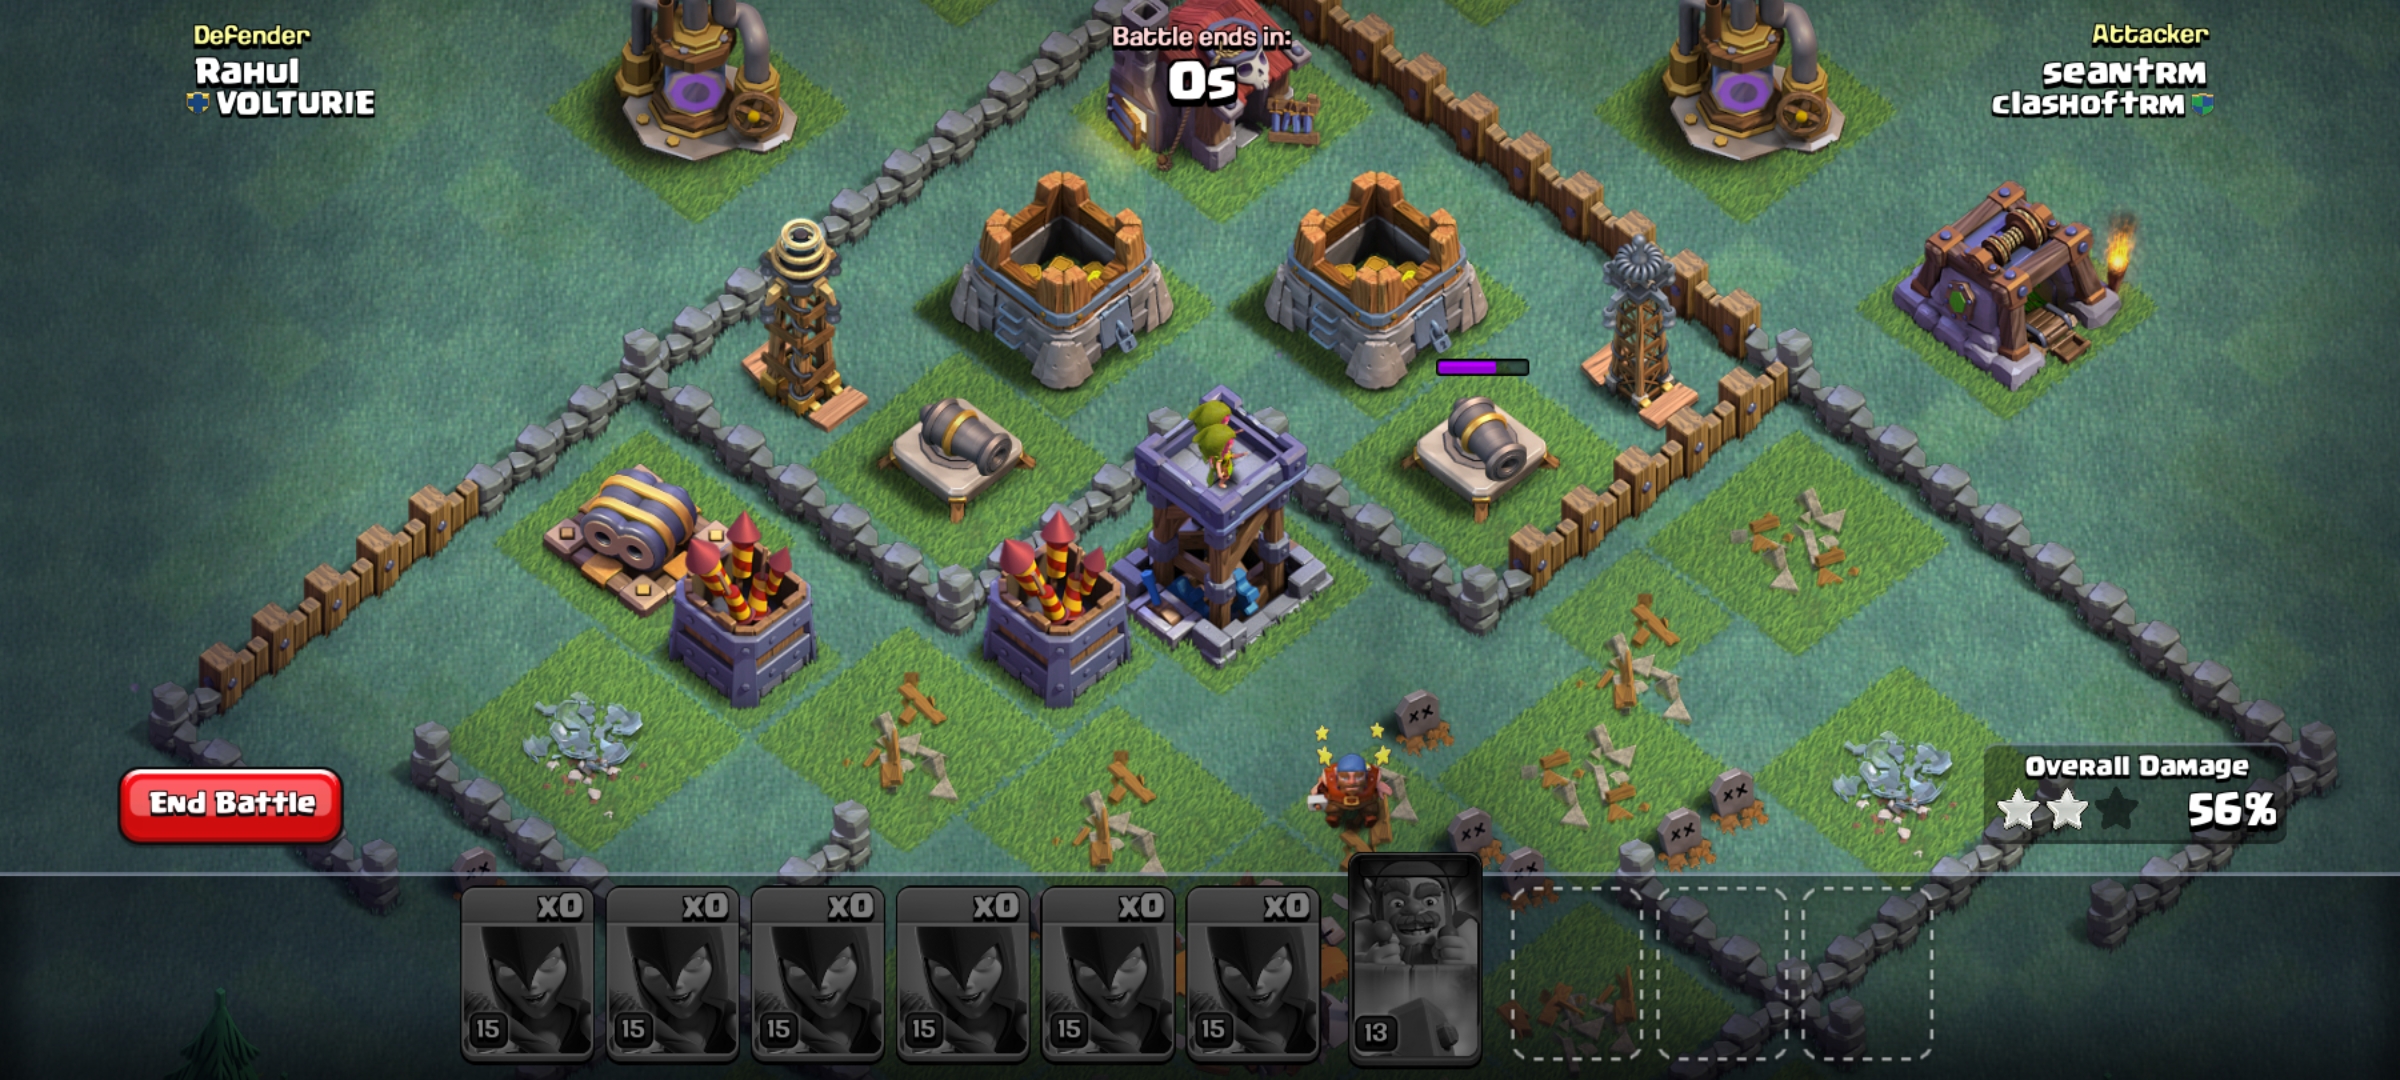 Defender
Rahul
VOLTURIE
Battle ends in:
0s
Attacker
seantrm
clashoftrm
End Battle
Overall Damage
56%
x0
x0
x0
x0
x0
x0
15
15
15
15
15
15
13